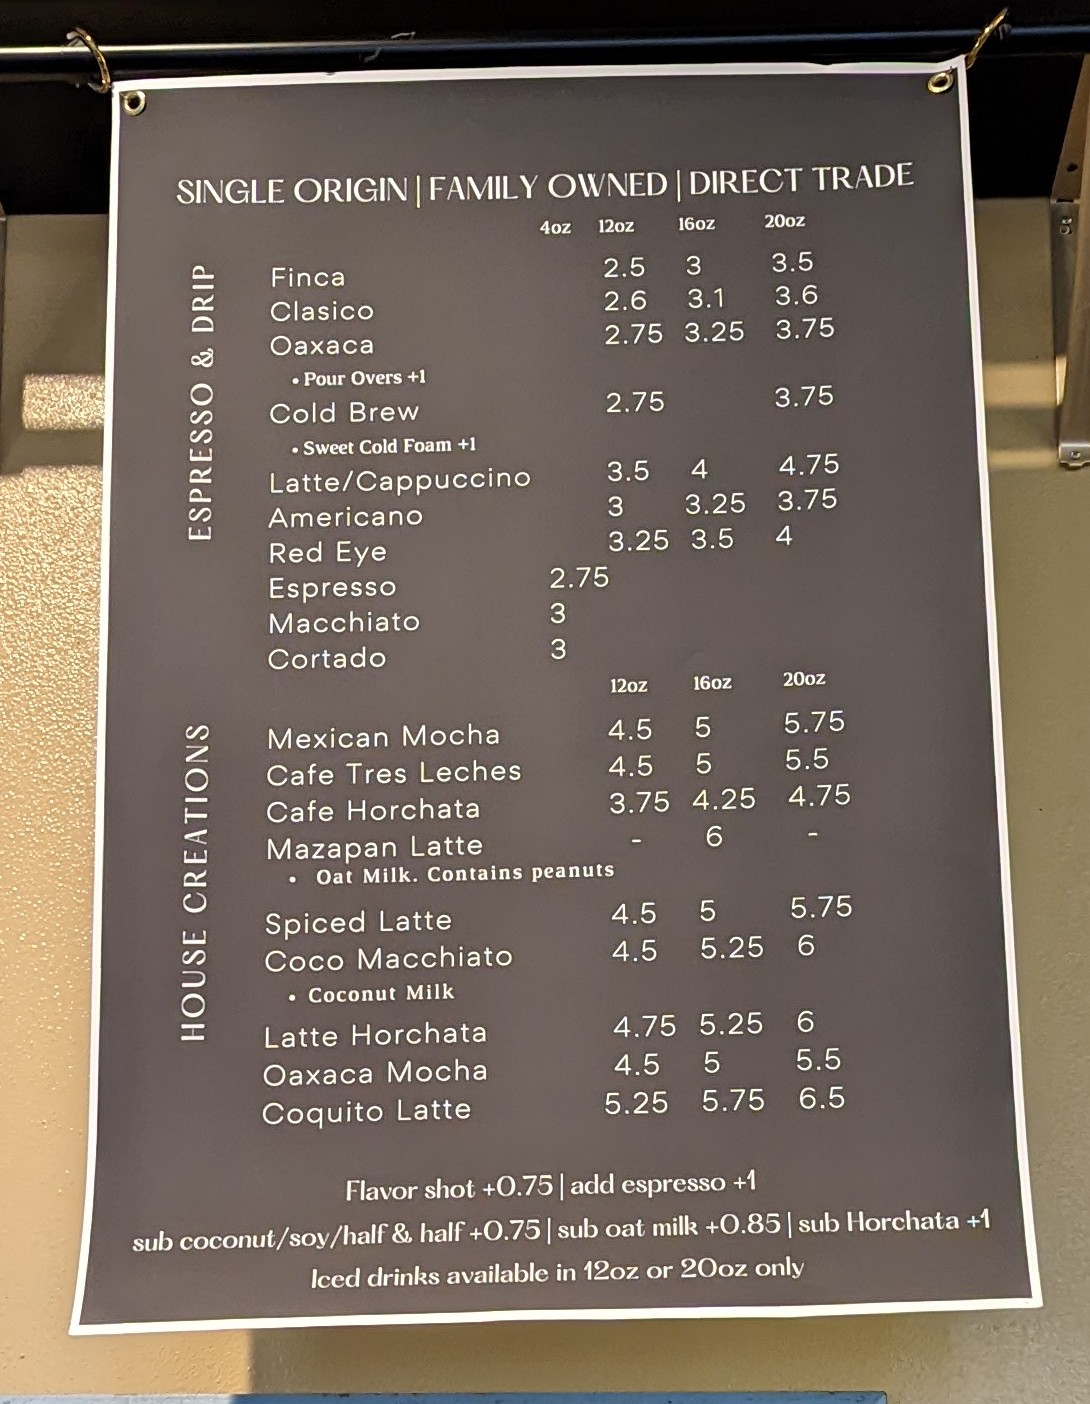 SINGLE ORIGIN | FAMILY OWNED | DIRECT TRADE
4oz 12oz 16oz 20oz
ESPRESSO & DRIP
Finca 2.5 3 3.5
Clasico 2.6 3.1 3.6
Oaxaca 2.75 3.25 3.75
• Pour Overs +1
Cold Brew 2.75 3.75
• Sweet Cold Foam +1
Latte/Cappuccino 3.5 4 4.75
Americano 3 3.25 3.75
Red Eye 3.25 3.5 4
Espresso 2.75
Macchiato 3
Cortado 3
12oz 16oz 20oz
HOUSE CREATIONS
Mexican Mocha 4.5 5 5.75
Cafe Tres Leches 4.5 5 5.5
Cafe Horchata 3.75 4.25 4.75
Mazapan Latte - 6 -
• Oat Milk. Contains peanuts
Spiced Latte 4.5 5 5.75
Coco Macchiato 4.5 5.25 6
• Coconut Milk
Latte Horchata 4.75 5.25 6
Oaxaca Mocha 4.5 5 5.5
Coquito Latte 5.25 5.75 6.5
Flavor shot +0.75 | add espresso +1
sub coconut/soy/half & half +0.75 | sub oat milk +0.85 | sub Horchata +1
Iced drinks available in 12oz or 20oz only